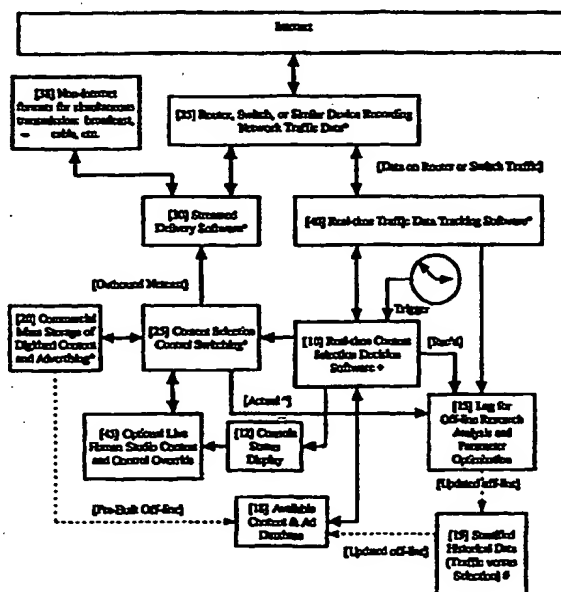 Internet
[38] Non-internet
formats for simultaneous
transmission: broadcast,
cable, etc.
[35] Router, Switch, or Similar Device Recording
Network Traffic Data*
[Data on Router or Switch Traffic]
[30] Streamed
Delivery Software*
[40] Real-time Traffic Data Tracking Software*
[Outbound Netcast]
Trigger
[20] Commercial
Mass Storage of
Digitized Content
and Advertising*
[25] Content Selection
Control Switching*
[10] Real-time Content
Selection Decision
Software +
[Rec'd]
[Actual *]
[15] Log for
Off-line Research
Analysis and
Parameter
Optimization
[43] Optional Live
Human Studio Content
and Control Override
[12] Console
Status
Display
[Updated off-line]
[Pre-Built Off-line]
[18] Available
Content & Ad
Database
[Updated off-line]
[19] Stratified
Historical Data
(Traffic versus
Selection) #